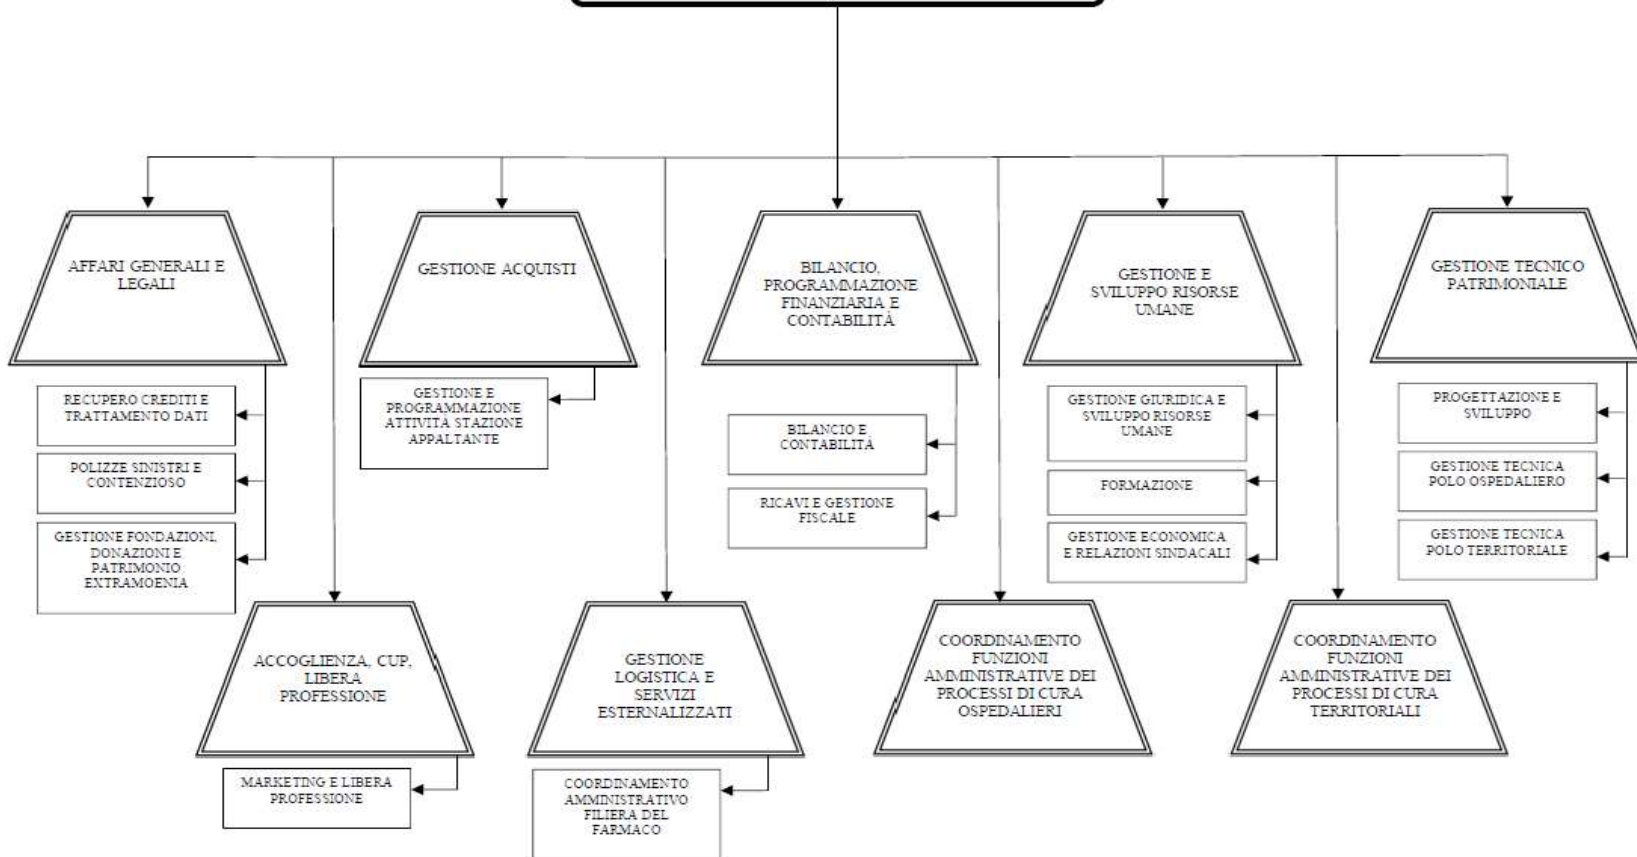 AFFARI GENERALI E
LEGALI
GESTIONE ACQUISTI
BILANCIO,
PROGRAMMAZIONE
FINANZIARIA E
CONTABILITÀ
GESTIONE E
SVILUPPO RISORSE
UMANE
GESTIONE TECNICO
PATRIMONIALE
RECUPERO CREDITI E
TRATTAMENTO DATI
POLIZZE SINISTRI E
CONTENZIOSO
GESTIONE FONDAZIONI,
DONAZIONI E
PATRIMONIO
EXTRAMOENIA
GESTIONE E
PROGRAMMAZIONE
ATTIVITÀ STAZIONE
APPALTANTE
BILANCIO E
CONTABILITÀ
RICAVI E GESTIONE
FISCALE
GESTIONE GIURIDICA E
SVILUPPO RISORSE
UMANE
FORMAZIONE
GESTIONE ECONOMICA
E RELAZIONI SINDACALI
PROGETTAZIONE E
SVILUPPO
GESTIONE TECNICA
POLO OSPEDALIERO
GESTIONE TECNICA
POLO TERRITORIALE
ACCOGLIENZA, CUP,
LIBERA
PROFESSIONE
GESTIONE
LOGISTICA E
SERVIZI
ESTERNALIZZATI
COORDINAMENTO
FUNZIONI
AMMINISTRATIVE DEI
PROCESSI DI CURA
OSPEDALIERI
COORDINAMENTO
FUNZIONI
AMMINISTRATIVE DEI
PROCESSI DI CURA
TERRITORIALI
MARKETING E LIBERA
PROFESSIONE
COORDINAMENTO
AMMINISTRATIVO
FILIERA DEL
FARMACO